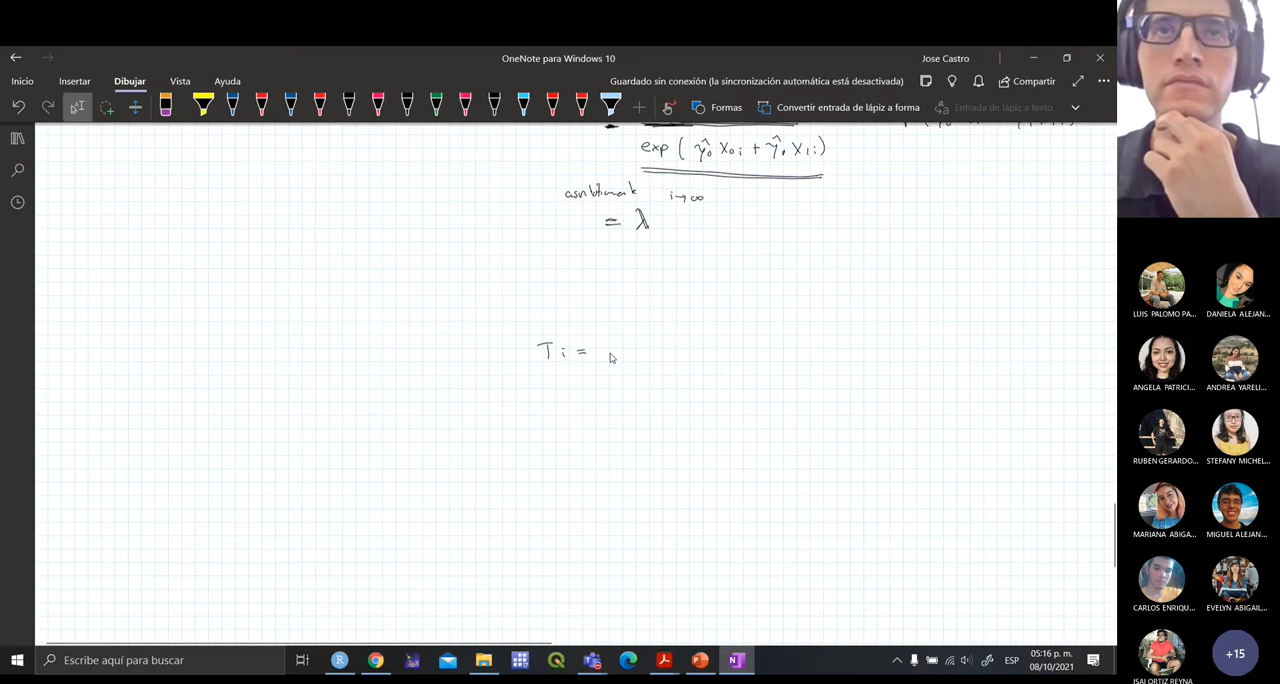 OneNote para Windows 10
Jose Castro
Inicio Insertar Dibujar Vista Ayuda
Guardado sin conexión (la sincronización automática está desactivada)
Compartir
Formas
Convertir entrada de lápiz a forma
Entrada de lápiz a texto
exp ( γ̂₀ X₀i + γ̂₁ X₁i )
i→∞
= λ
Ti =
LUIS PALOMO PA...
DANIELA ALEJAN...
ANGELA PATRICI...
ANDREA YARELI...
RUBEN GERARDO...
STEFANY MICHEL...
MARIANA ABIGA...
MIGUEL ALEJAN...
CARLOS ENRIQU...
EVELYN ABIGAIL...
ISAI ORTIZ REYNA
+15
Escribe aquí para buscar
ESP
05:16 p. m.
08/10/2021